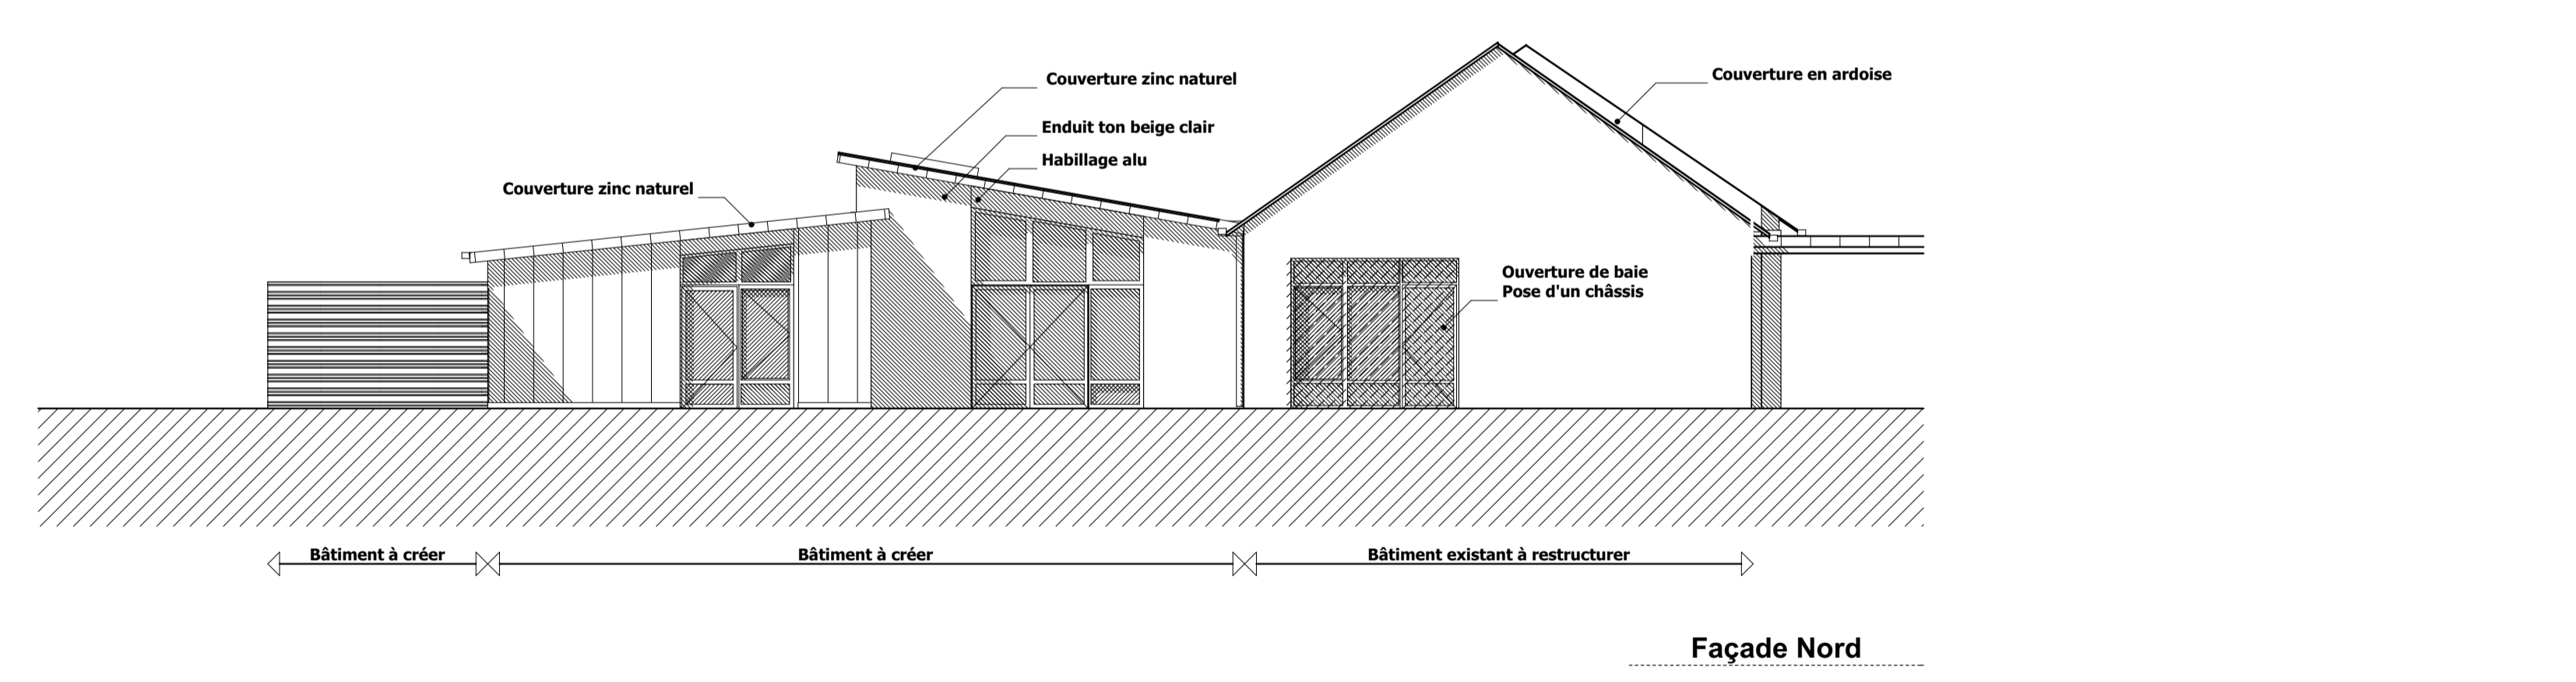 Couverture zinc naturel
Couverture en ardoise
Enduit ton beige clair
Habillage alu
Couverture zinc naturel
Ouverture de baie
Pose d'un châssis
Bâtiment à créer
Bâtiment à créer
Bâtiment existant à restructurer
Façade Nord